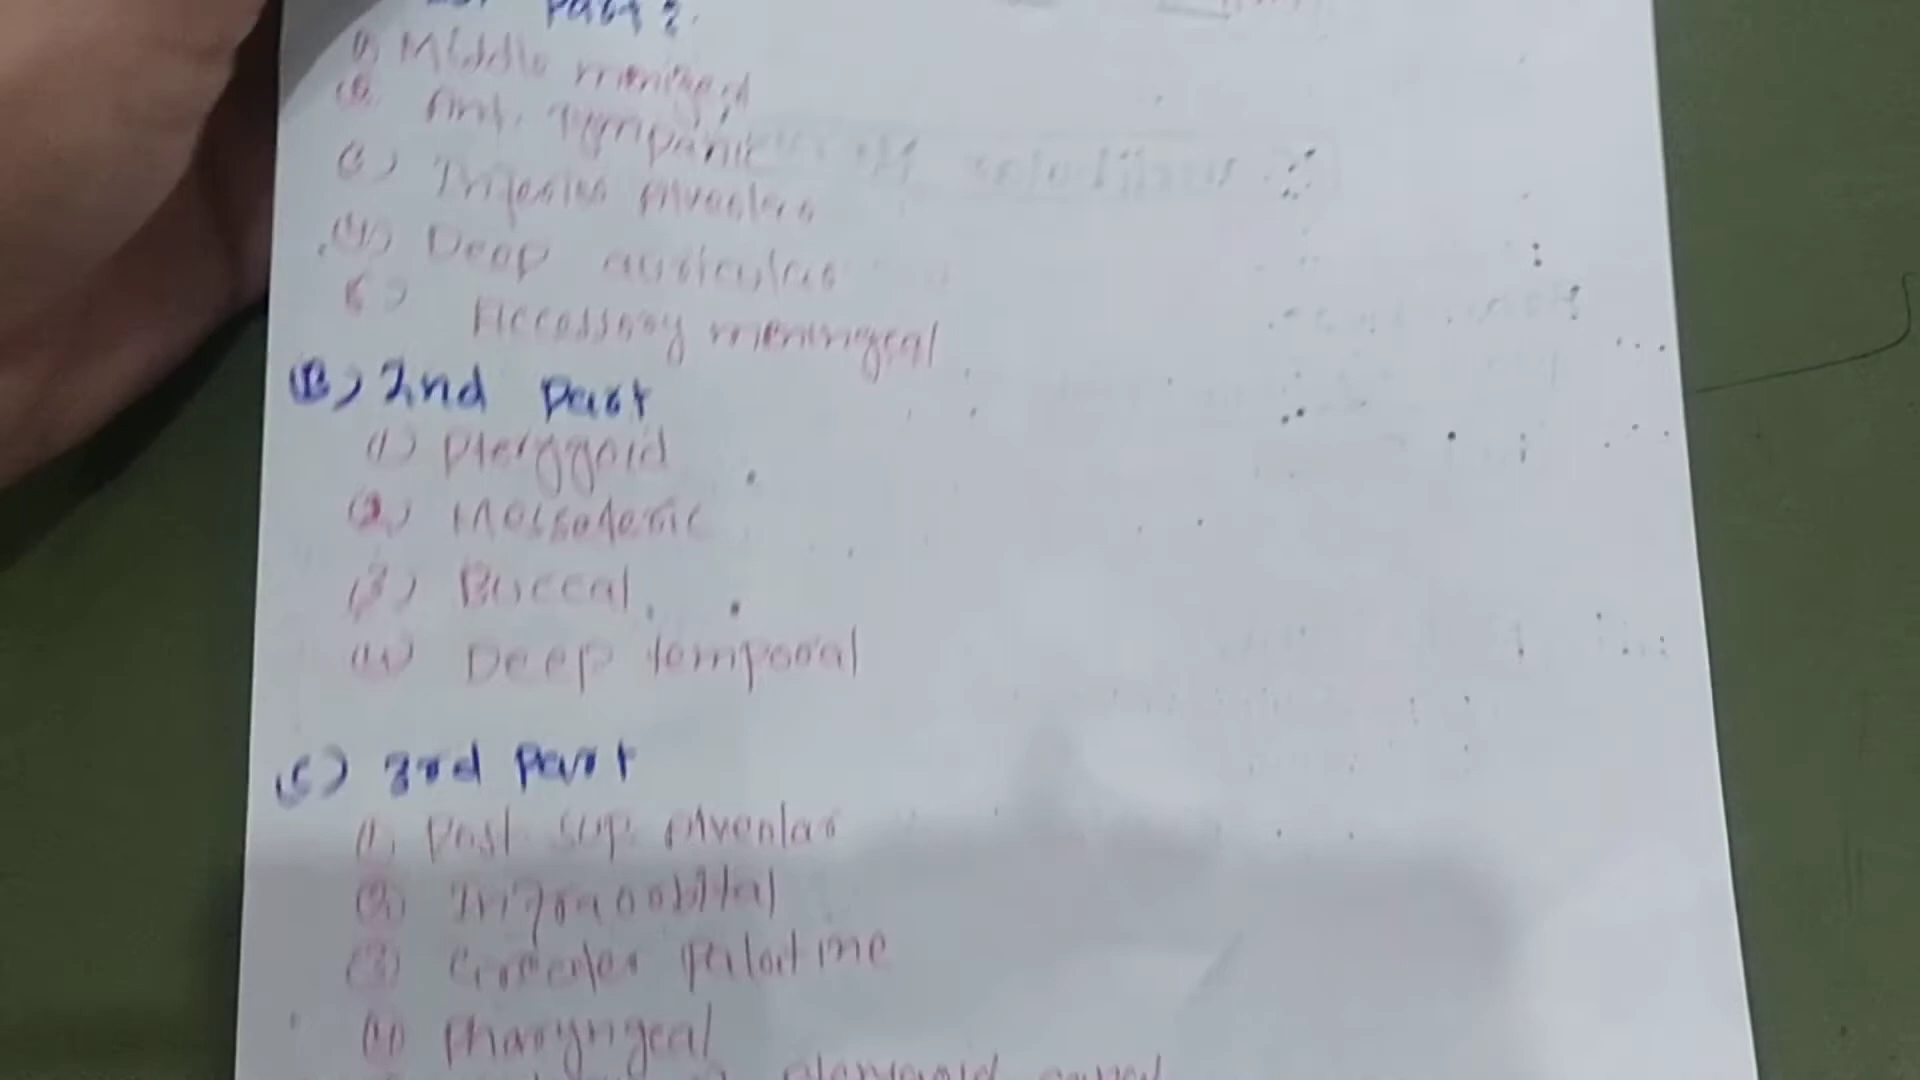 Part :
(1) Middle meningeal
(2) Ant. Tympanic
(3) Inferior Alveolar
(4) Deep auricular
(5) Accessory meningeal
(B) 2nd Part
(1) Pterygoid
(2) Masseteric
(3) Buccal
(4) Deep temporal
(C) 3rd Part
(1) Post. sup. Alveolar
(2) Infraorbital
(3) Greater palatine
(4) Pharyngeal
pterygoid canal